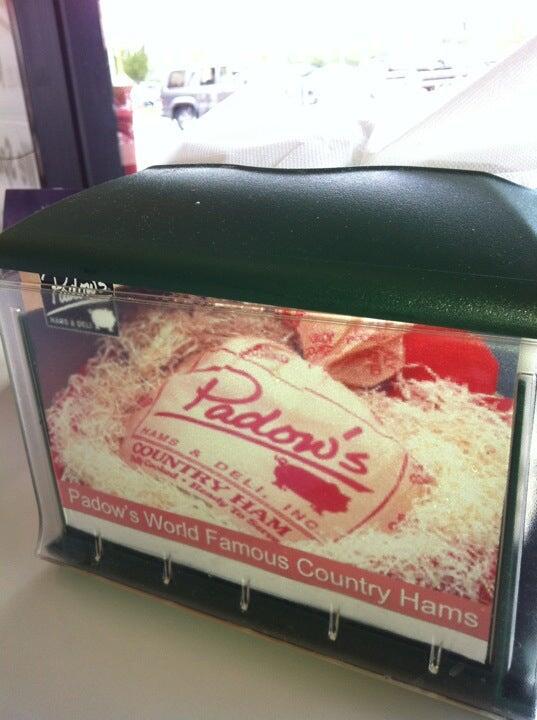 Padow's
HAMS & DELI
Padow's
HAMS & DELI, INC.
COUNTRY HAM
Padow's World Famous Country Hams